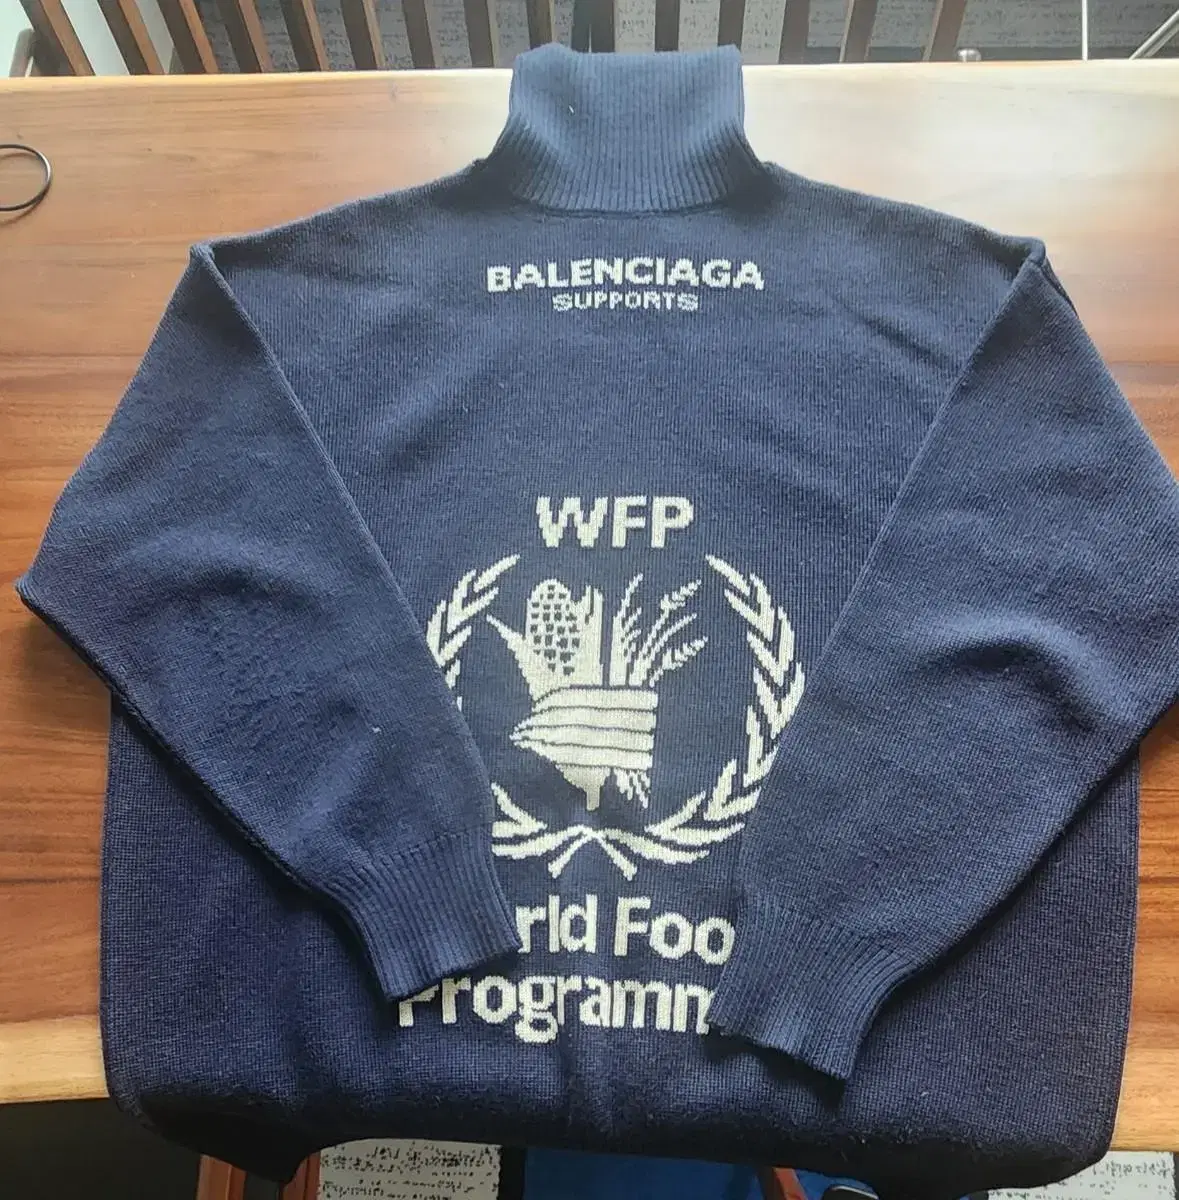 BALENCIAGA
SUPPORTS
WFP
rld Foo
Programm